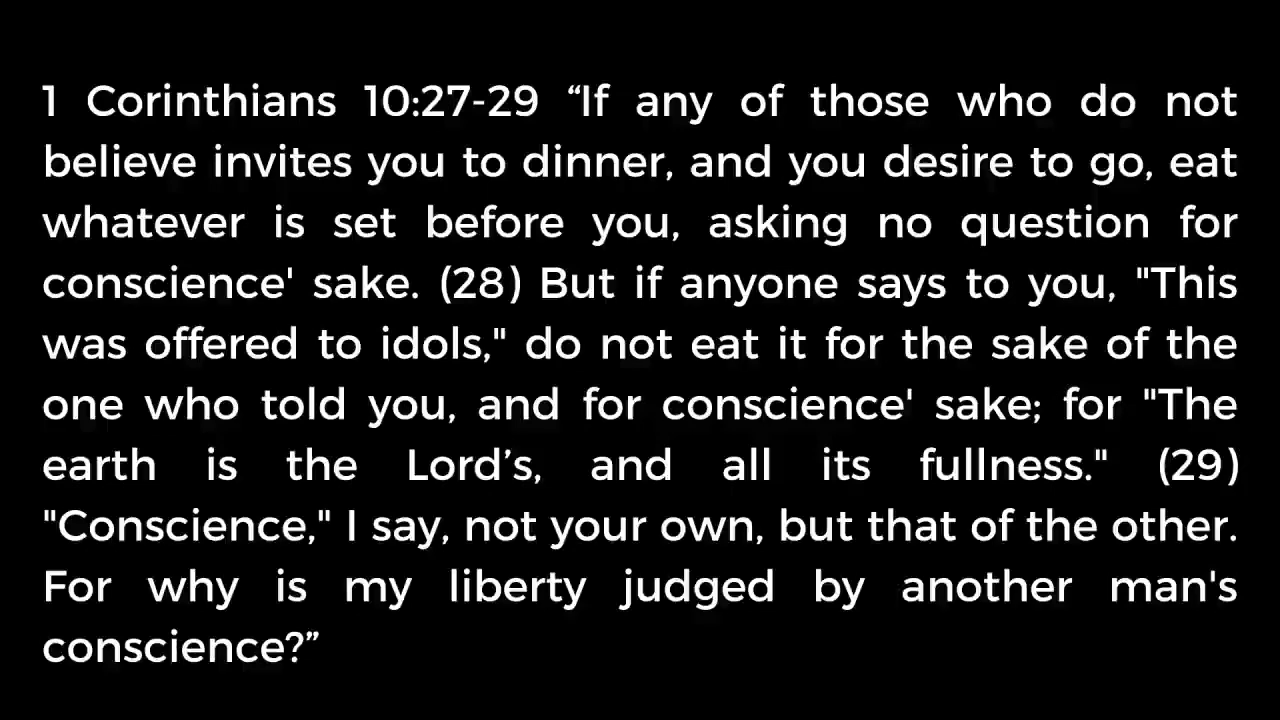 1 Corinthians 10:27-29 “If any of those who do not
believe invites you to dinner, and you desire to go, eat
whatever is set before you, asking no question for
conscience' sake. (28) But if anyone says to you, "This
was offered to idols," do not eat it for the sake of the
one who told you, and for conscience' sake; for "The
earth is the Lord’s, and all its fullness." (29)
"Conscience," I say, not your own, but that of the other.
For why is my liberty judged by another man's
conscience?”